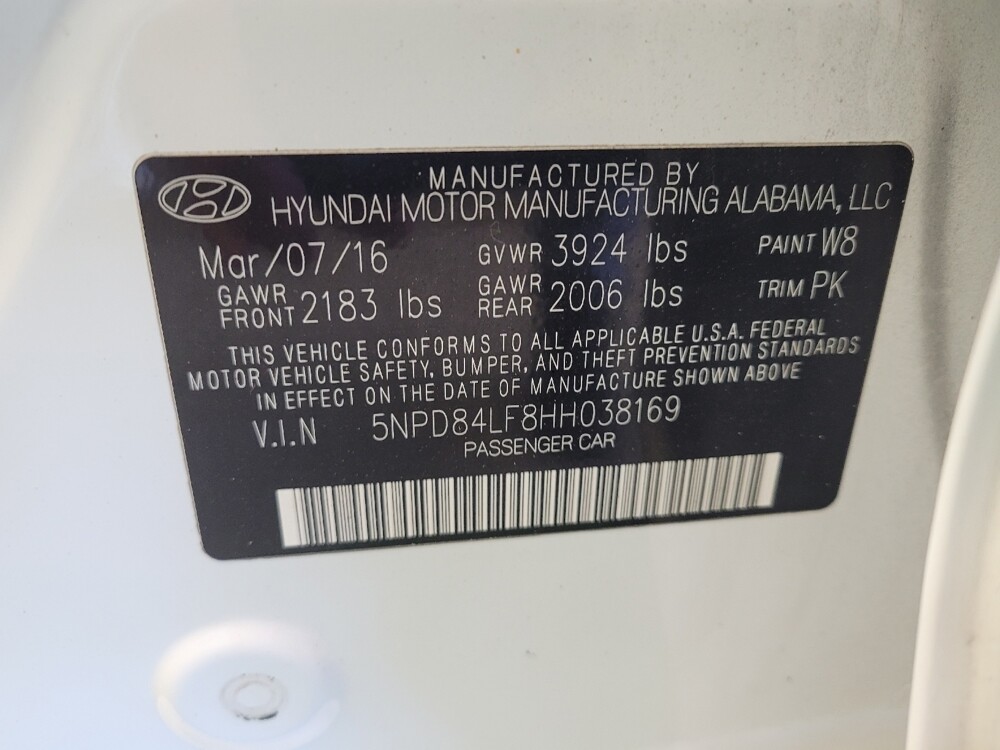 MANUFACTURED BY
HYUNDAI MOTOR MANUFACTURING ALABAMA, LLC
Mar/07/16 GVWR 3924 lbs PAINT W8
GAWR FRONT 2183 lbs GAWR REAR 2006 lbs TRIM PK
THIS VEHICLE CONFORMS TO ALL APPLICABLE U.S.A. FEDERAL
MOTOR VEHICLE SAFETY, BUMPER, AND THEFT PREVENTION STANDARDS
IN EFFECT ON THE DATE OF MANUFACTURE SHOWN ABOVE
V.I.N 5NPD84LF8HH038169
PASSENGER CAR